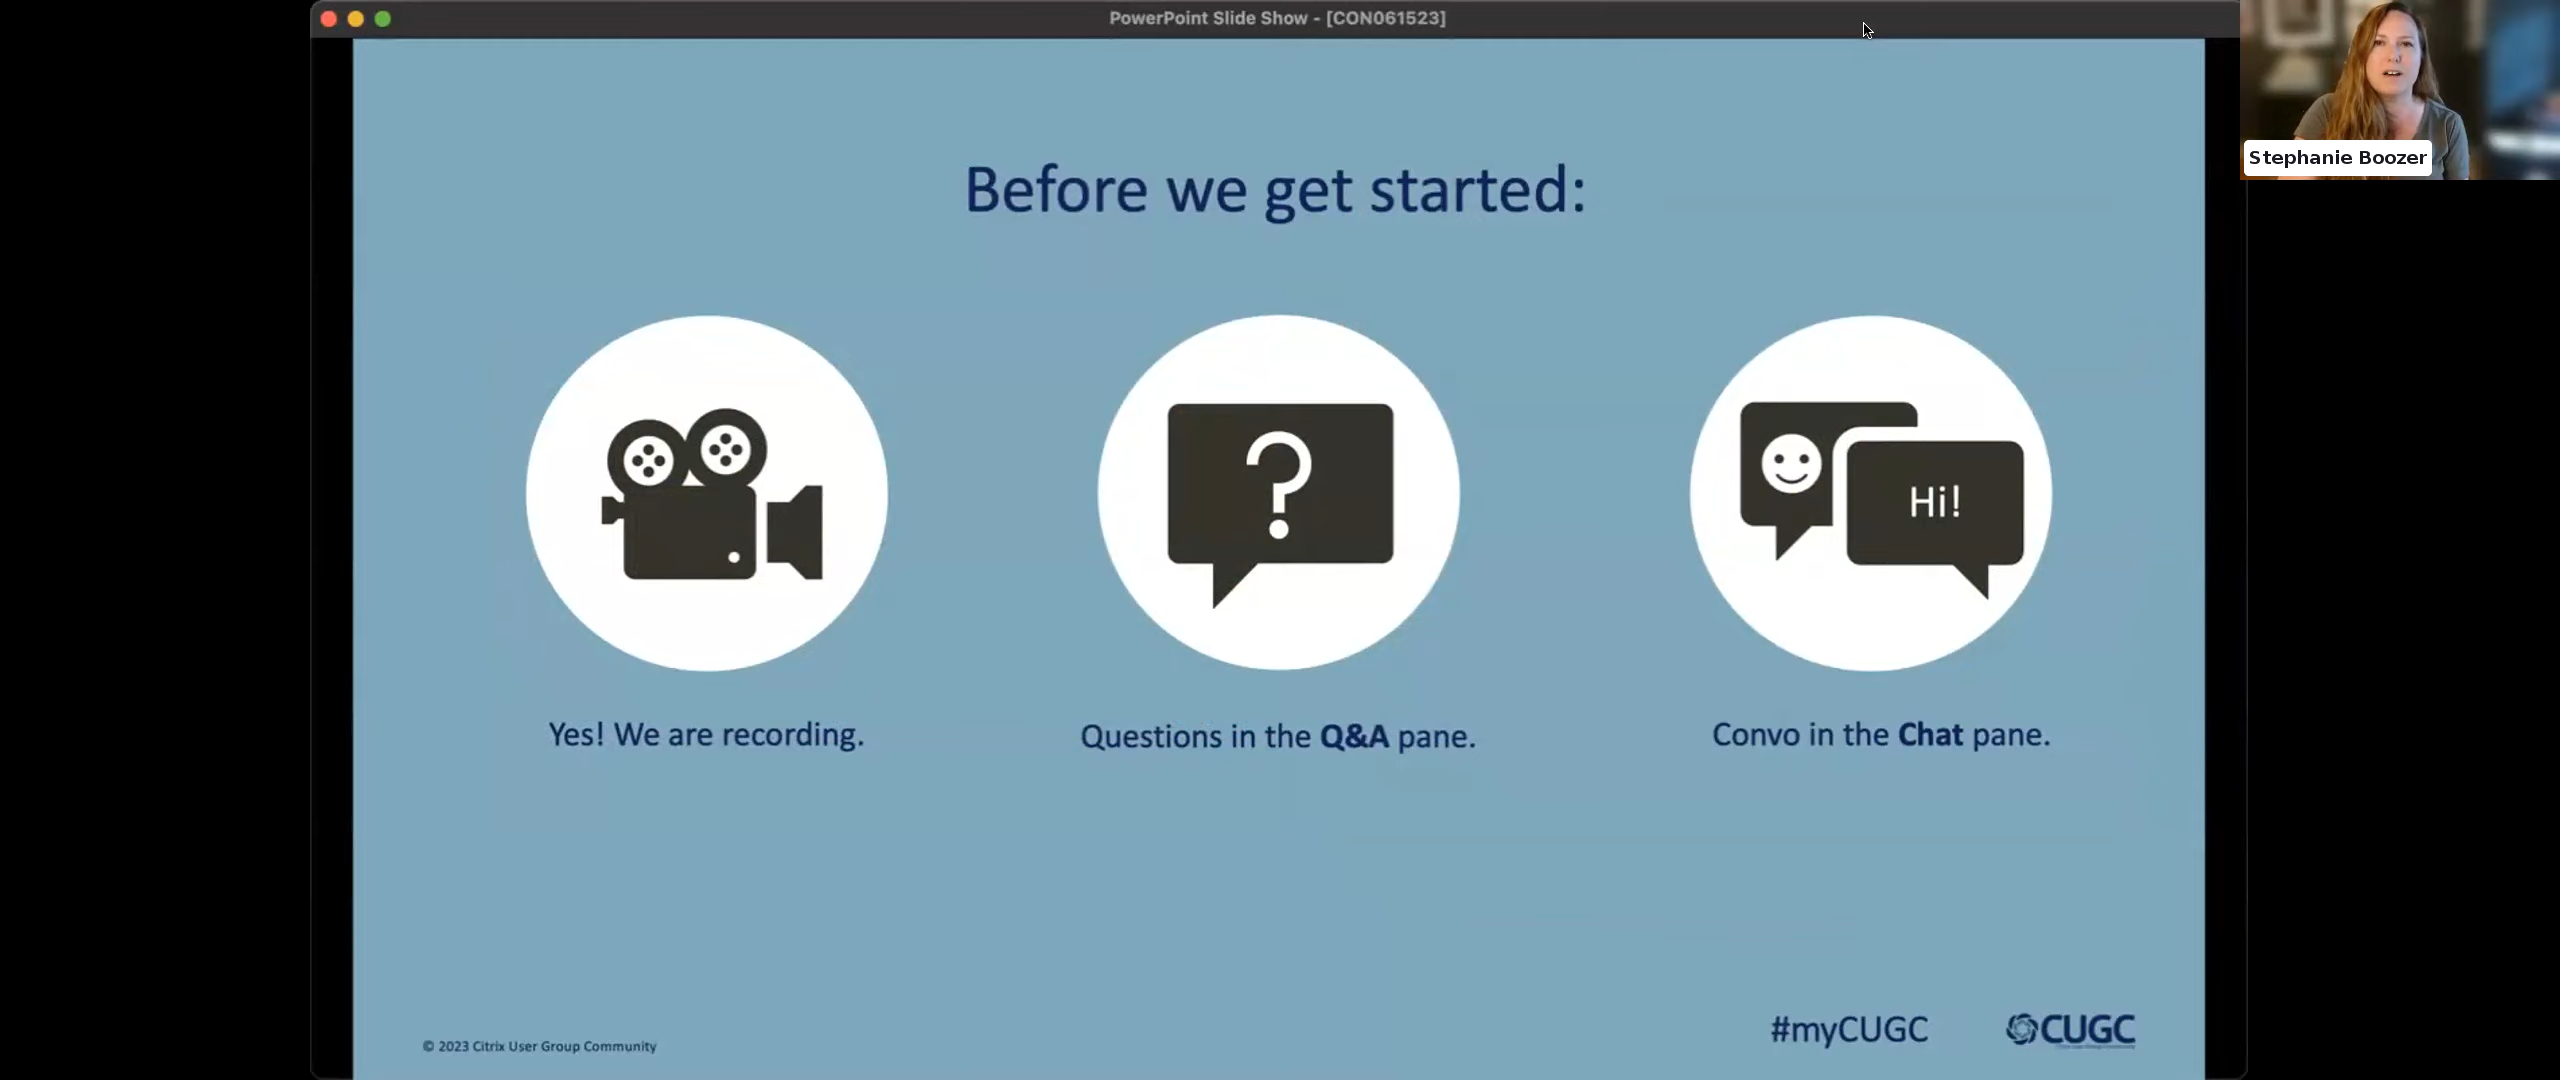 PowerPoint Slide Show - [CON061523]
Stephanie Boozer
Before we get started:
?
Hi!
Yes! We are recording.
Questions in the Q&A pane.
Convo in the Chat pane.
© 2023 Citrix User Group Community
#myCUGC
CUGC